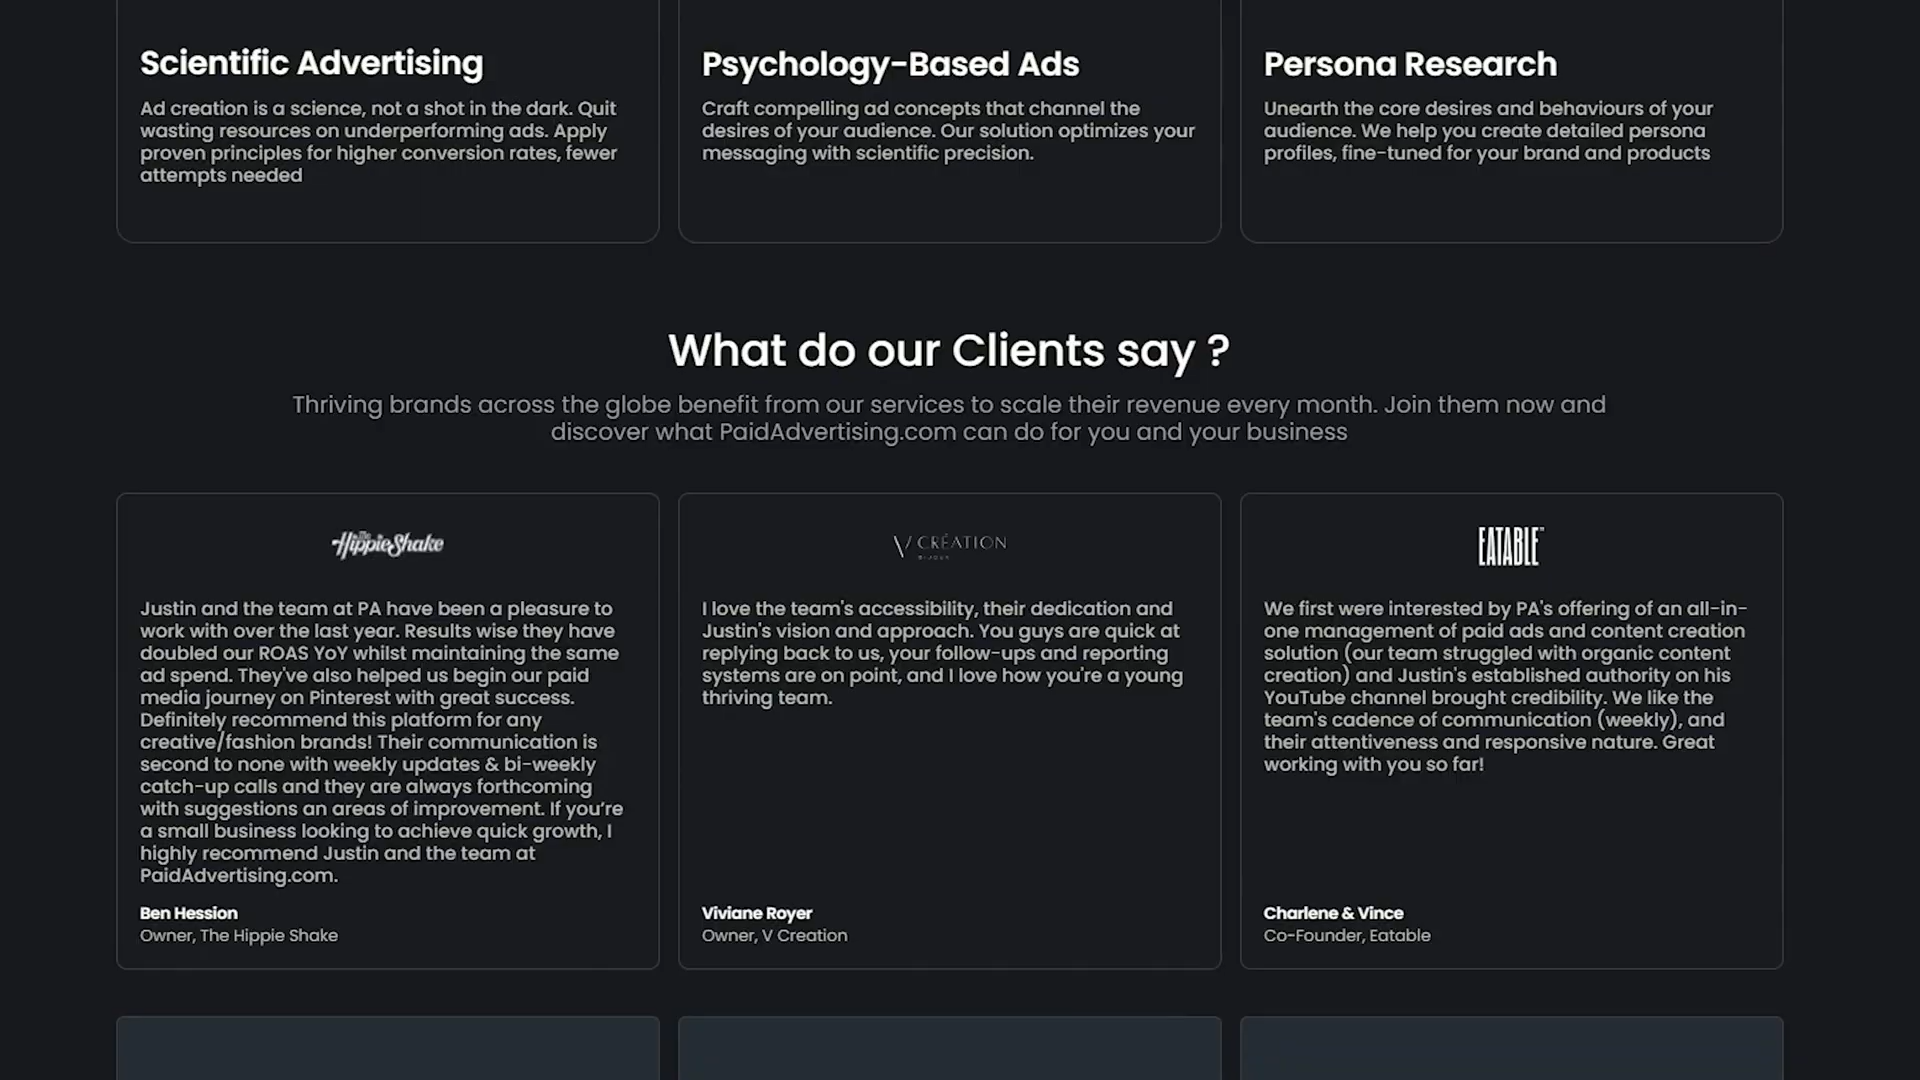 Scientific Advertising
Ad creation is a science, not a shot in the dark. Quit
wasting resources on underperforming ads. Apply
proven principles for higher conversion rates, fewer
attempts needed
Psychology-Based Ads
Craft compelling ad concepts that channel the
desires of your audience. Our solution optimizes your
messaging with scientific precision.
Persona Research
Unearth the core desires and behaviours of your
audience. We help you create detailed persona
profiles, fine-tuned for your brand and products
What do our Clients say ?
Thriving brands across the globe benefit from our services to scale their revenue every month. Join them now and
discover what PaidAdvertising.com can do for you and your business
The
HippieShake
Justin and the team at PA have been a pleasure to
work with over the last year. Results wise they have
doubled our ROAS YoY whilst maintaining the same
ad spend. They've also helped us begin our paid
media journey on Pinterest with great success.
Definitely recommend this platform for any
creative/fashion brands! Their communication is
second to none with weekly updates & bi-weekly
catch-up calls and they are always forthcoming
with suggestions an areas of improvement. If you’re
a small business looking to achieve quick growth, I
highly recommend Justin and the team at
PaidAdvertising.com.
Ben Hession
Owner, The Hippie Shake
V CRÉATION
BIJOUX
I love the team's accessibility, their dedication and
Justin's vision and approach. You guys are quick at
replying back to us, your follow-ups and reporting
systems are on point, and I love how you're a young
thriving team.
Viviane Royer
Owner, V Creation
EATABLE™
We first were interested by PA's offering of an all-in-
one management of paid ads and content creation
solution (our team struggled with organic content
creation) and Justin's established authority on his
YouTube channel brought credibility. We like the
team's cadence of communication (weekly), and
their attentiveness and responsive nature. Great
working with you so far!
Charlene & Vince
Co-Founder, Eatable